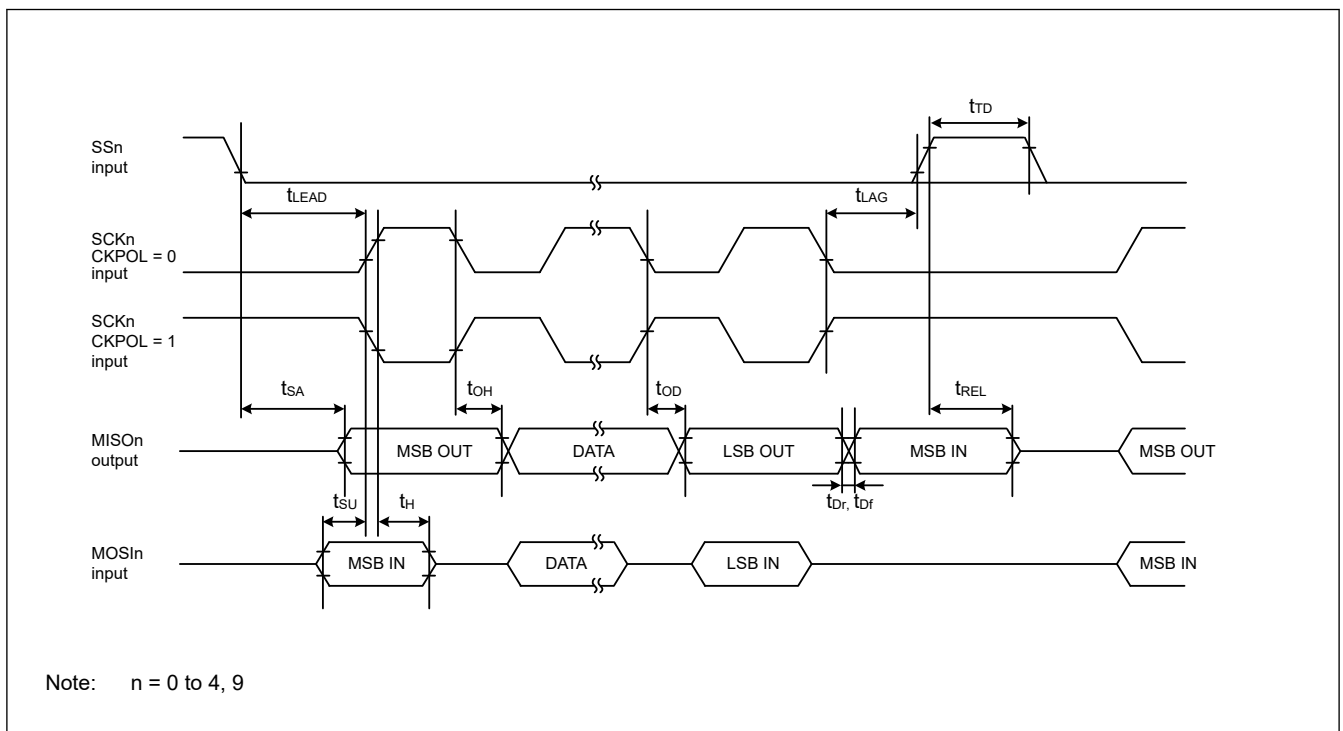 tTD
SSn
input
tLEAD
tLAG
SCKn
CKPOL = 0
input
SCKn
CKPOL = 1
input
tSA
tOH
tOD
tREL
MISOn
output
MSB OUT
DATA
LSB OUT
MSB IN
MSB OUT
tSU
tH
tDr, tDf
MOSIn
input
MSB IN
DATA
LSB IN
MSB IN
Note: n = 0 to 4, 9